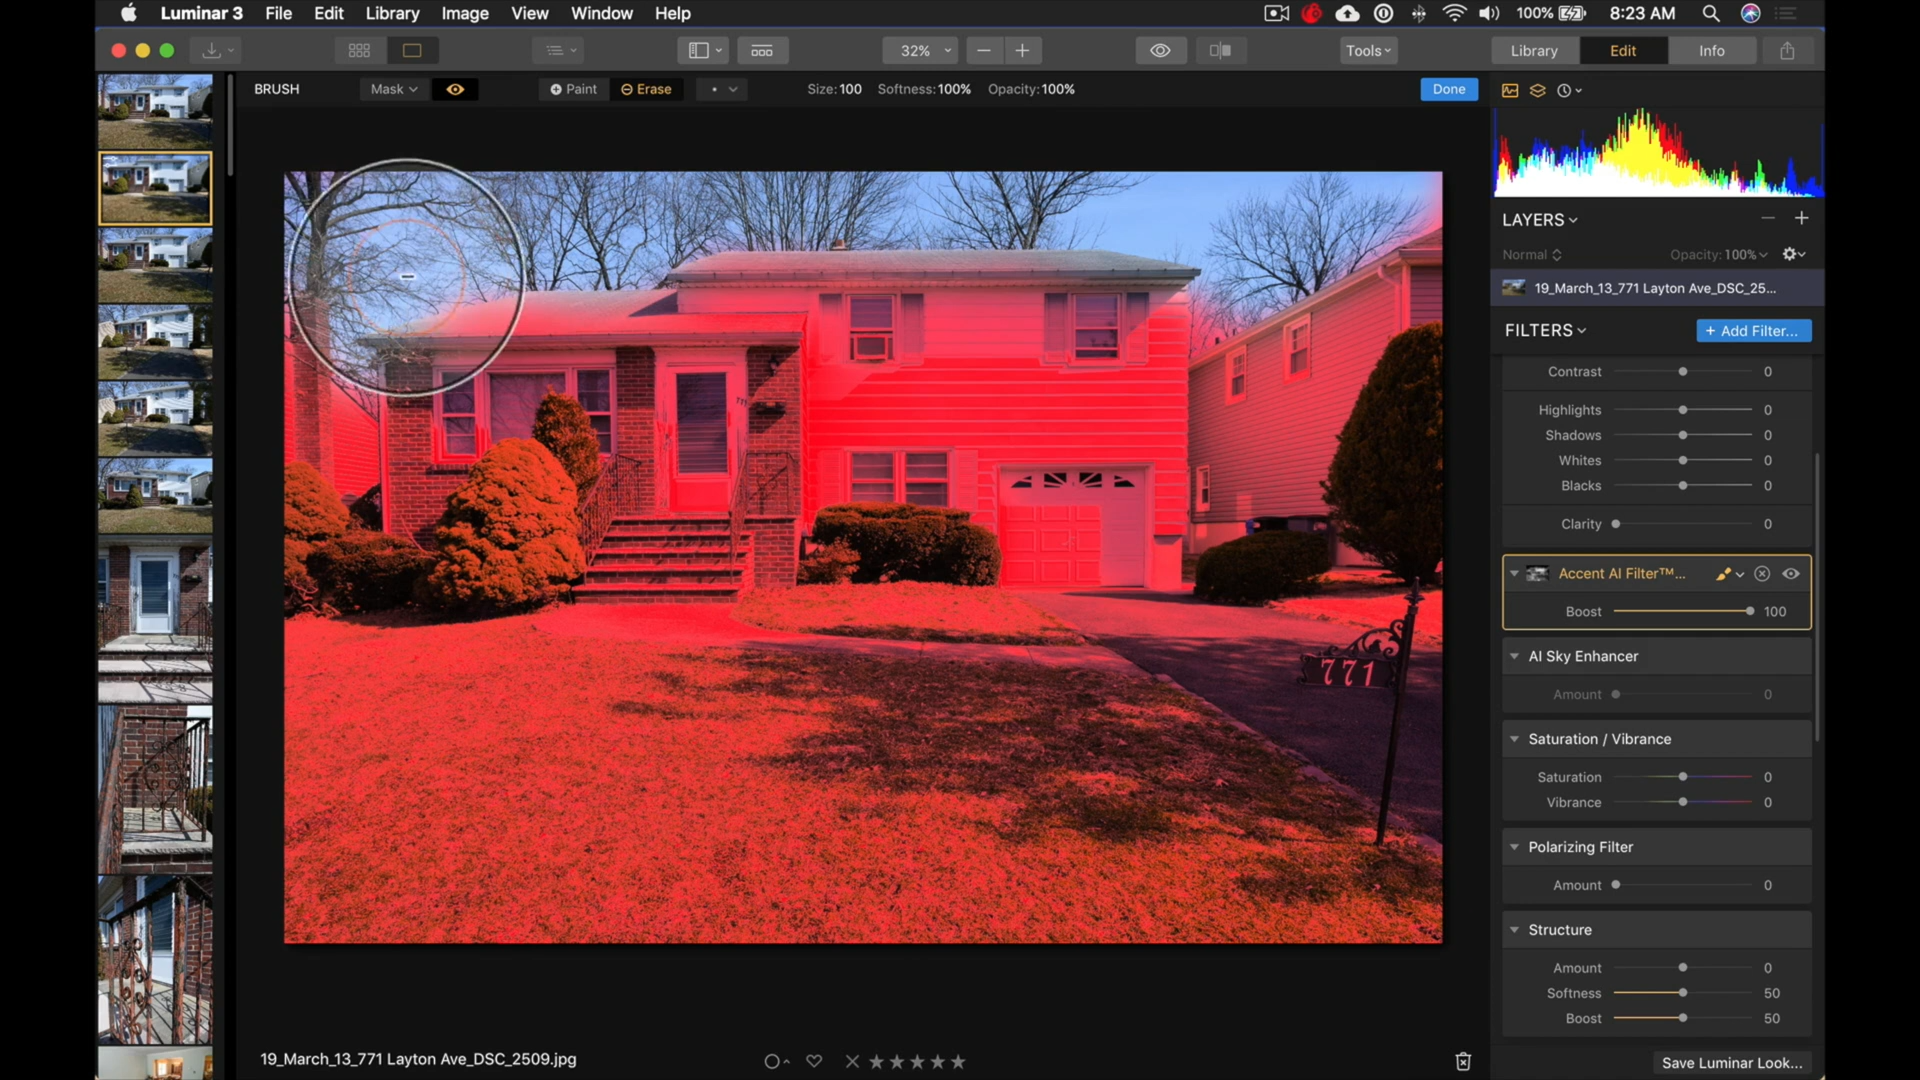 Luminar 3 File Edit Library Image View Window Help 100% 8:23 AM
32% Tools Library Edit Info
BRUSH Mask Paint Erase Size:100 Softness:100% Opacity:100% Done
LAYERS
Normal Opacity:100%
19_March_13_771 Layton Ave_DSC_25...
FILTERS + Add Filter...
Contrast 0
Highlights 0
Shadows 0
Whites 0
Blacks 0
Clarity 0
Accent AI Filter™...
Boost 100
AI Sky Enhancer
Amount 0
Saturation / Vibrance
Saturation 0
Vibrance 0
Polarizing Filter
Amount 0
Structure
Amount 0
Softness 50
Boost 50
771
771
19_March_13_771 Layton Ave_DSC_2509.jpg
Save Luminar Look...